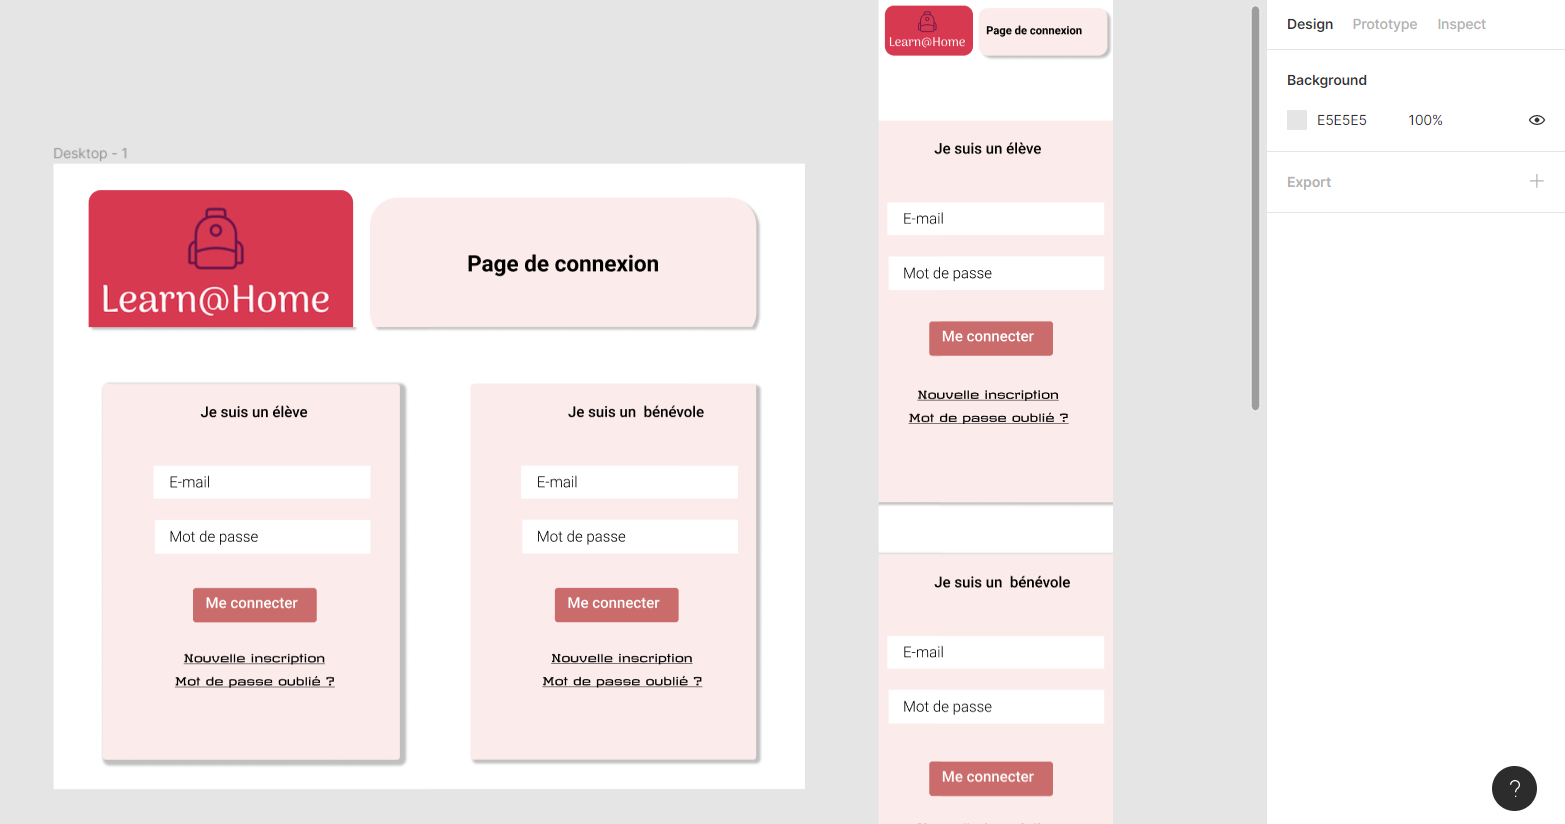 Desktop - 1
Learn@Home
Page de connexion
Je suis un élève
E-mail
Mot de passe
Me connecter
Nouvelle inscription
Mot de passe oublié ?
Je suis un  bénévole
E-mail
Mot de passe
Me connecter
Nouvelle inscription
Mot de passe oublié ?
Learn@Home
Page de connexion
Je suis un élève
E-mail
Mot de passe
Me connecter
Nouvelle inscription
Mot de passe oublié ?
Je suis un  bénévole
E-mail
Mot de passe
Me connecter
Design Prototype Inspect
Background
E5E5E5 100%
Export
?